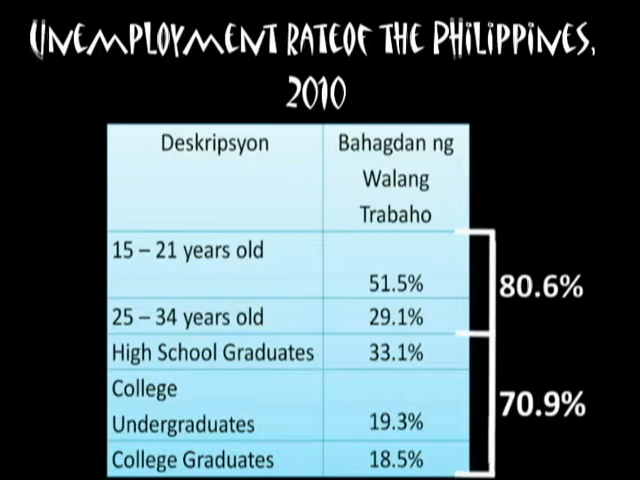 UNEMPLOYMENT RATEOF THE PHILIPPINES,
2010
Deskripsyon
Bahagdan ng
Walang
Trabaho
15 – 21 years old
51.5%
25 – 34 years old 29.1%
80.6%
High School Graduates 33.1%
College
Undergraduates 19.3%
College Graduates 18.5%
70.9%